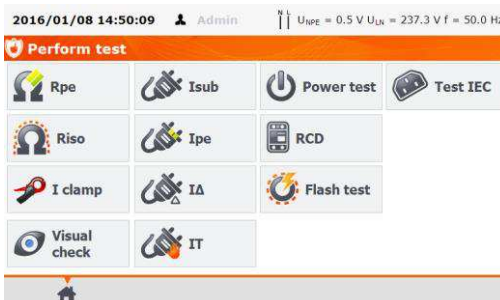 2016/01/08 14:50:09 Admin N L UNPE = 0.5 V ULN = 237.3 V f = 50.0 Hz
Perform test
Rpe Isub Power test Test IEC
Riso Ipe RCD
I clamp IΔ Flash test
Visual check IT